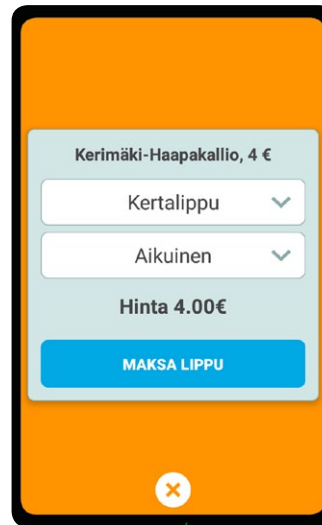 Kerimäki-Haapakallio, 4 €
Kertalippu
Aikuinen
Hinta 4.00€
MAKSA LIPPU